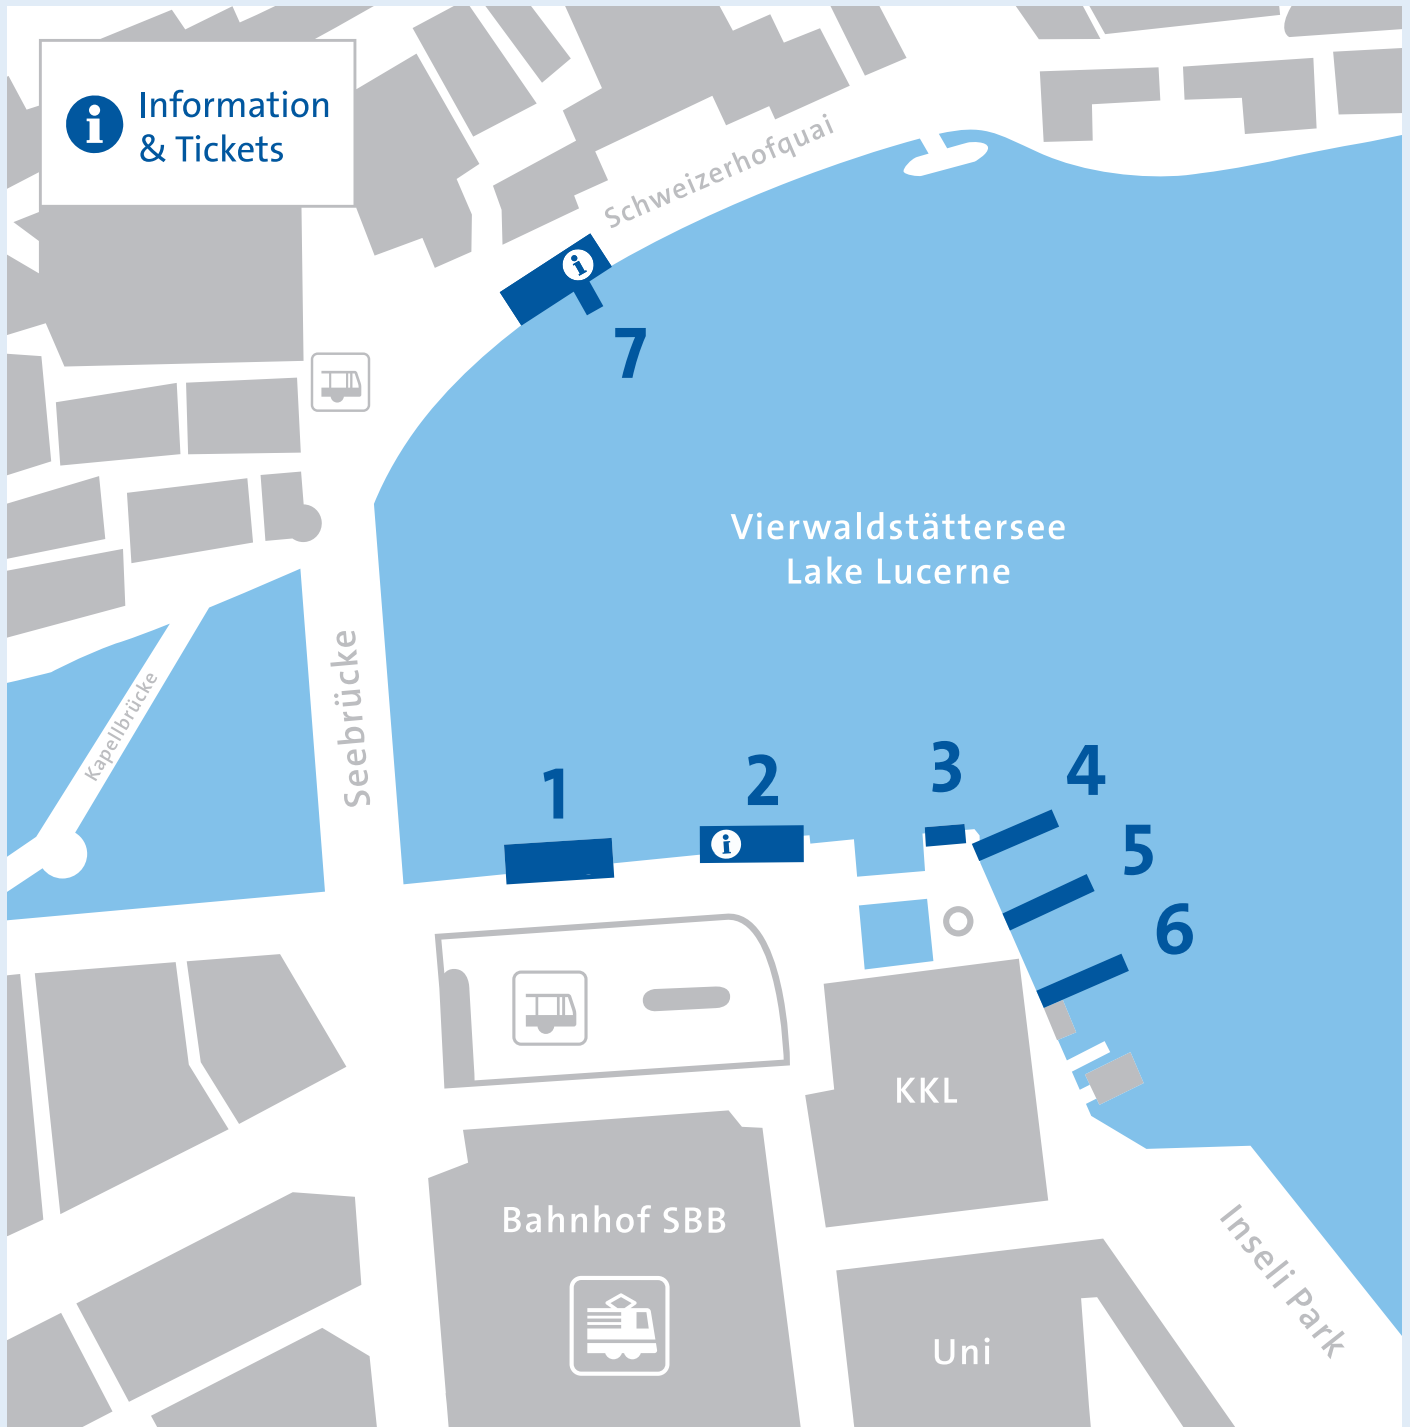 Information
& Tickets
Schweizerhofquai
7
Vierwaldstättersee
Lake Lucerne
Kapellbrücke
Seebrücke
1
2
3
4
5
6
KKL
Bahnhof SBB
Inseli Park
Uni